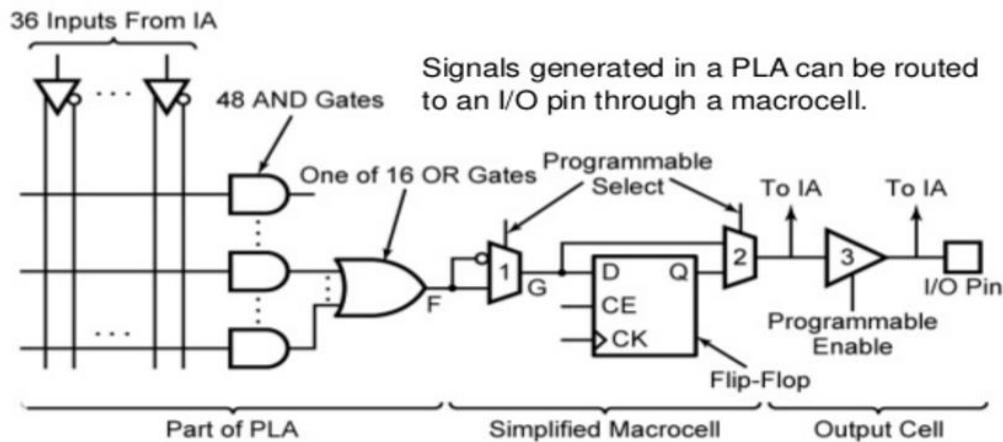 36 Inputs From IA
Signals generated in a PLA can be routed
to an I/O pin through a macrocell.
48 AND Gates
One of 16 OR Gates
Programmable
Select
To IA
To IA
1
2
3
F
G
D
Q
CE
CK
I/O Pin
Programmable
Enable
Flip-Flop
Part of PLA
Simplified Macrocell
Output Cell